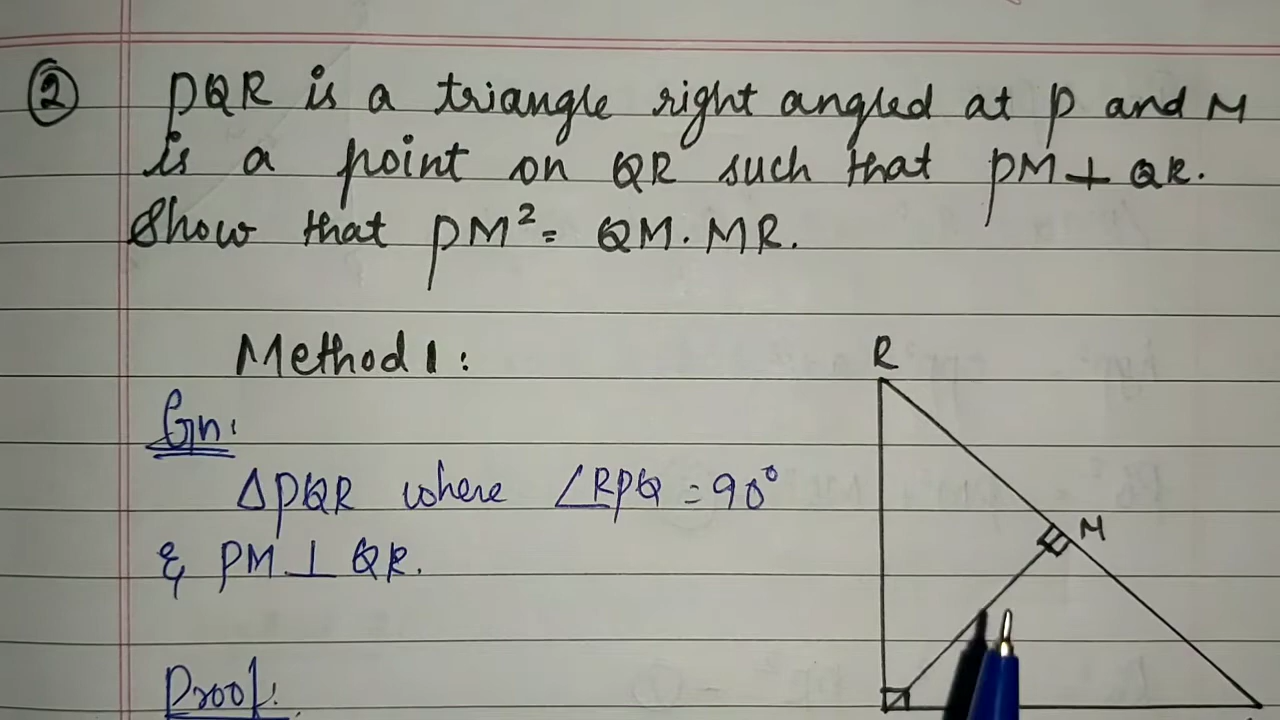 2 PQR is a triangle right angled at P and M
is a point on QR such that PM ⊥ QR.
Show that PM² = QM. MR.
Method 1:
R
Gn:
ΔPQR where ∠RPQ = 90°
M
& PM ⊥ QR.
Proof: